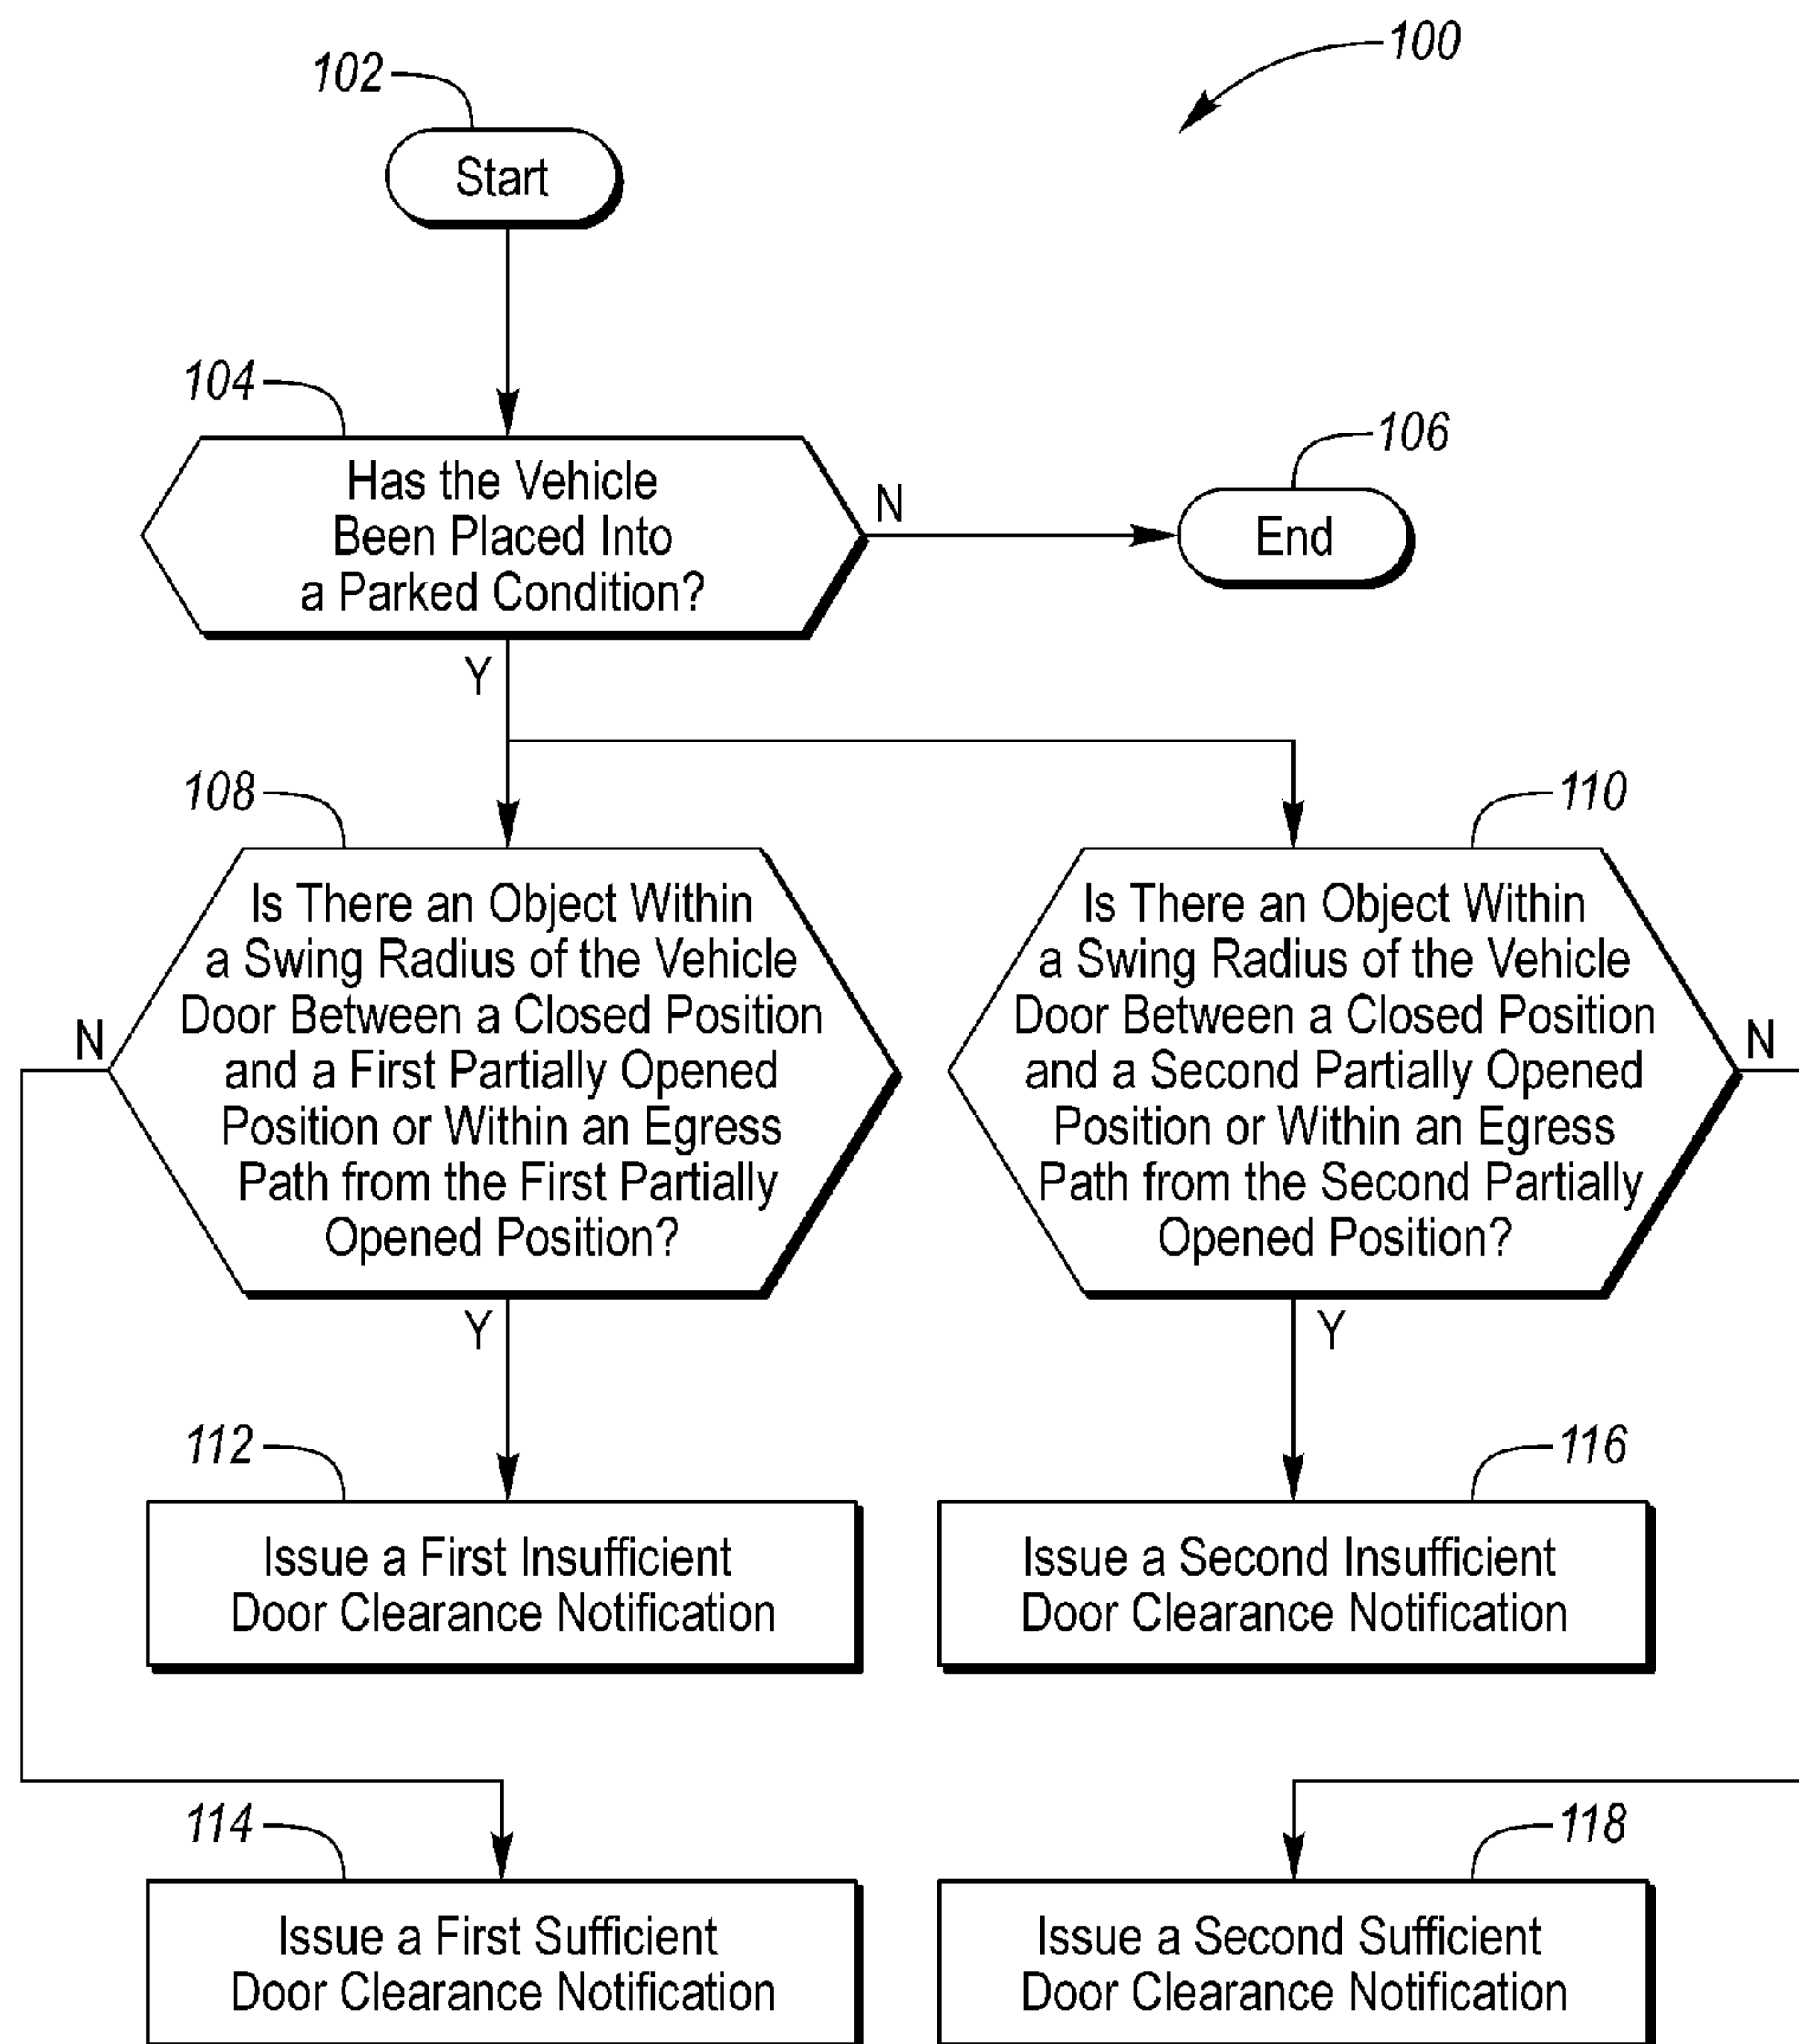 100
102
Start
104
Has the Vehicle
Been Placed Into
a Parked Condition?
N
106
End
Y
108
Is There an Object Within
a Swing Radius of the Vehicle
Door Between a Closed Position
and a First Partially Opened
Position or Within an Egress
Path from the First Partially
Opened Position?
N
Y
110
Is There an Object Within
a Swing Radius of the Vehicle
Door Between a Closed Position
and a Second Partially Opened
Position or Within an Egress
Path from the Second Partially
Opened Position?
N
Y
112
Issue a First Insufficient
Door Clearance Notification
116
Issue a Second Insufficient
Door Clearance Notification
114
Issue a First Sufficient
Door Clearance Notification
118
Issue a Second Sufficient
Door Clearance Notification